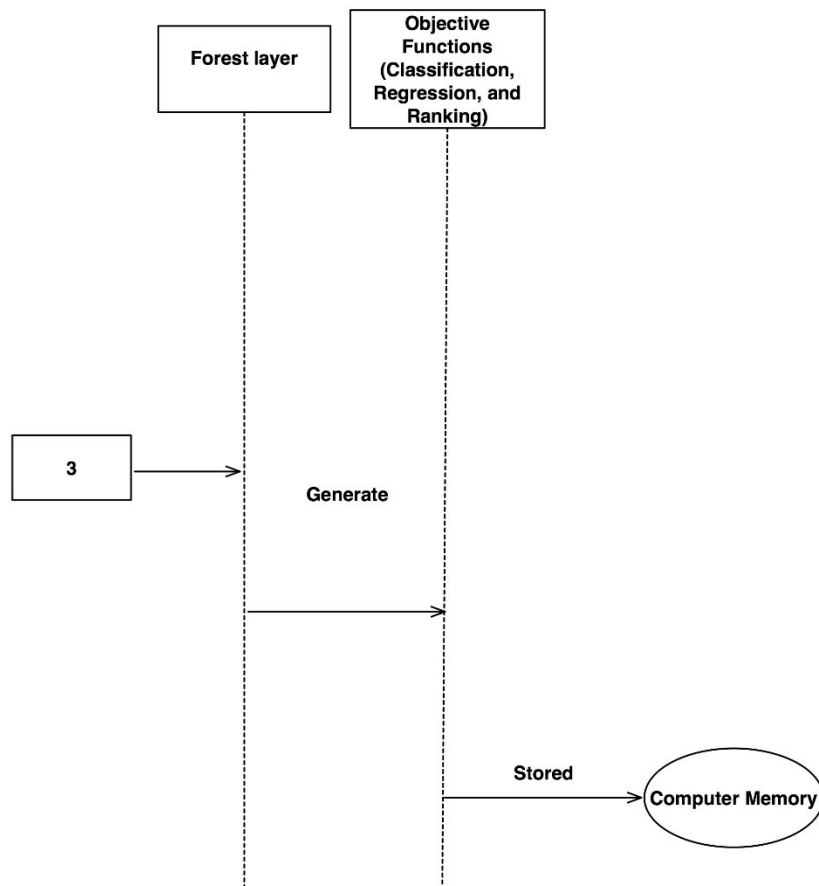 Forest layer
Objective
Functions
(Classification,
Regression, and
Ranking)
3
Generate
Stored
Computer Memory